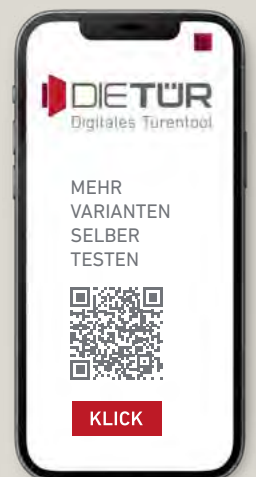 DIETÜR
Digitales Türentool
MEHR
VARIANTEN
SELBER
TESTEN
KLICK